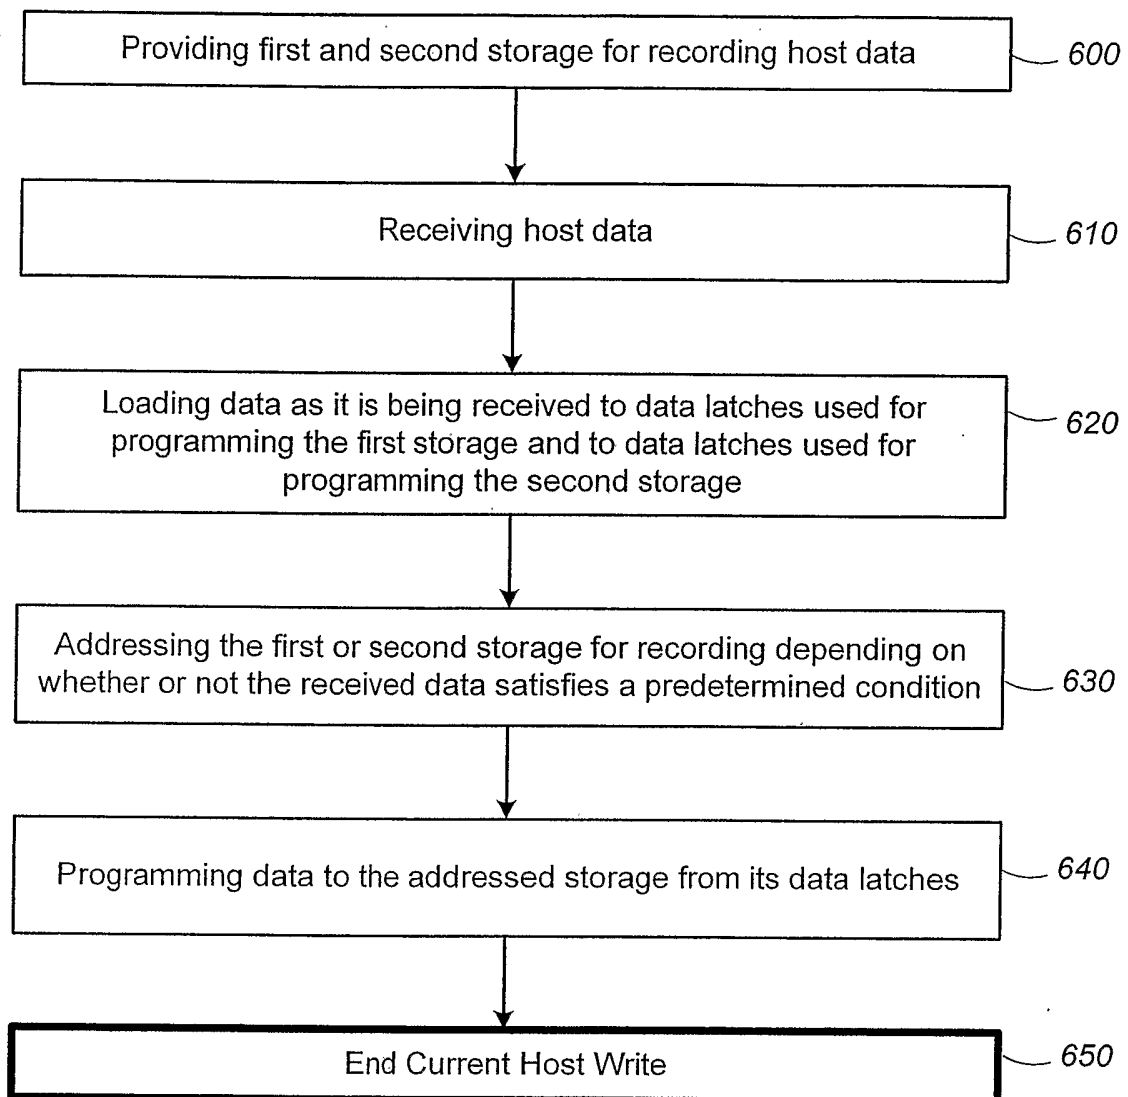 Providing first and second storage for recording host data
600
Receiving host data
610
Loading data as it is being received to data latches used for
programming the first storage and to data latches used for
programming the second storage
620
Addressing the first or second storage for recording depending on
whether or not the received data satisfies a predetermined condition
630
Programming data to the addressed storage from its data latches
640
End Current Host Write
650